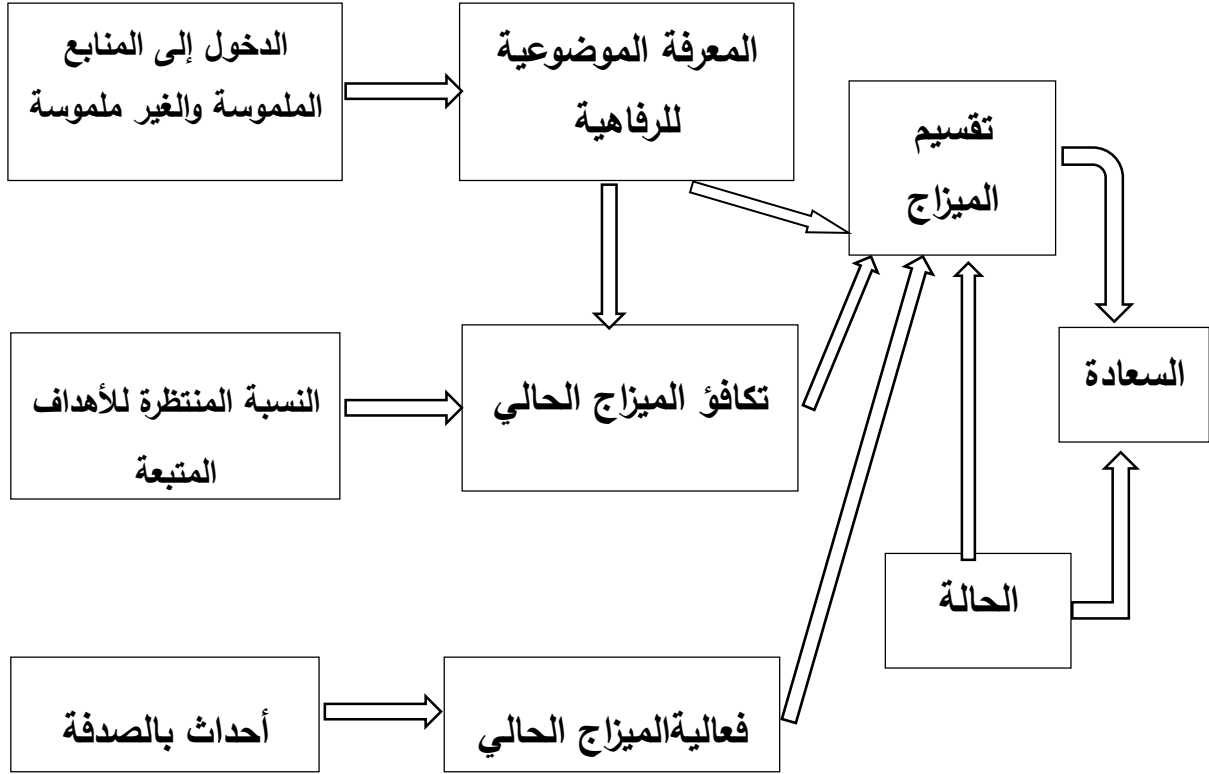 الدخول إلى المنابع
الملموسة والغير ملموسة
المعرفة الموضوعية
للرفاهية
تقسيم
الميزاج
النسبة المنتظرة للأهداف
المتبعة
تكافؤ الميزاج الحالي
السعادة
الحالة
أحداث بالصدفة
فعاليةالميزاج الحالي